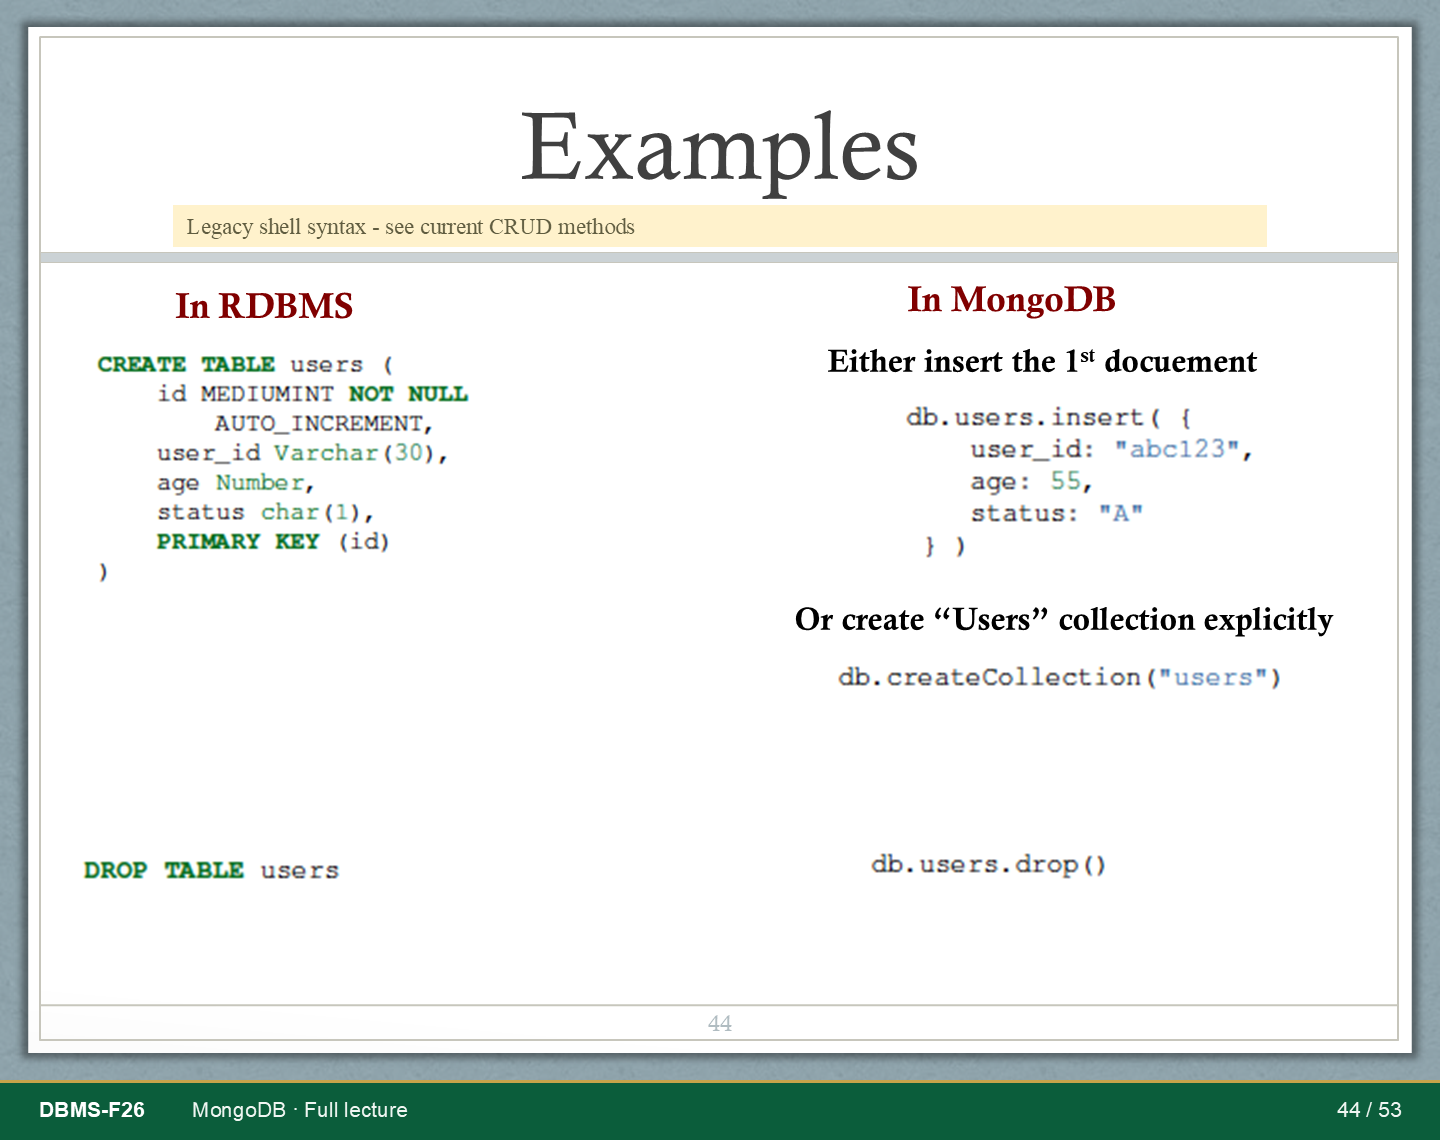 Examples
Legacy shell syntax - see current CRUD methods
In RDBMS
CREATE TABLE users (
id MEDIUMINT NOT NULL
AUTO_INCREMENT,
user_id Varchar(30),
age Number,
status char(1),
PRIMARY KEY (id)
)
DROP TABLE users
In MongoDB
Either insert the 1st docuement
db.users.insert( {
user_id: "abc123",
age: 55,
status: "A"
} )
Or create “Users” collection explicitly
db.createCollection("users")
db.users.drop()
44
DBMS-F26 MongoDB · Full lecture 44 / 53